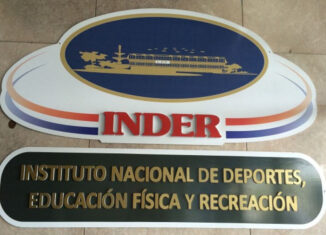 INDER
INSTITUTO NACIONAL DE DEPORTES,
EDUCACIÓN FÍSICA Y RECREACIÓN